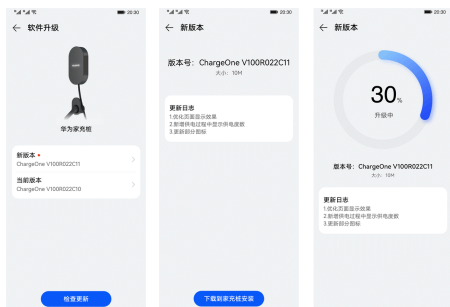 20:30
软件升级
华为家充桩
新版本
ChargeOne V100R022C11
当前版本
ChargeOne V100R022C10
检查更新
20:30
新版本
版本号：ChargeOne V100R022C11
大小：10M
更新日志
1.优化页面显示效果
2.新增供电过程中显示供电度数
3.更新部分图标
下载到家充桩安装
20:30
新版本
30%
升级中
版本号：ChargeOne V100R022C11
大小：10M
更新日志
1.优化页面显示效果
2.新增供电过程中显示供电度数
3.更新部分图标